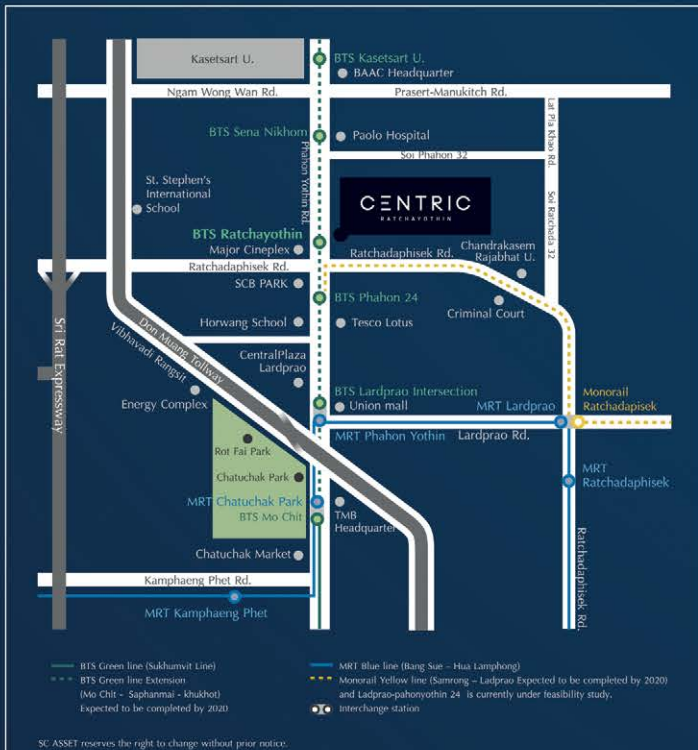 Kasetsart U.
BTS Kasetsart U.
BAAC Headquarter
Ngam Wong Wan Rd.
Prasert-Manukitch Rd.
BTS Sena Nikhom
Paolo Hospital
Phahon Yothin Rd.
Lat Pla Khao Rd.
Soi Phahon 32
St. Stephen's
International
School
CENTRIC
RATCHAYOTHIN
Soi Ratchada 32
BTS Ratchayothin
Major Cineplex
Ratchadaphisek Rd.
Chandrakasem
Rajabhat U.
Ratchadaphisek Rd.
SCB PARK
BTS Phahon 24
Criminal Court
Sri Rat Expressway
Don Muang Tollway
Vibhavadi Rangsit
Horwang School
Tesco Lotus
CentralPlaza
Lardprao
Energy Complex
BTS Lardprao Intersection
Union mall
MRT Lardprao
Monorail
Ratchadapisek
MRT Phahon Yothin
Lardprao Rd.
Rot Fai Park
Chatuchak Park
MRT Ratchadaphisek
MRT Chatuchak Park
BTS Mo Chit
TMB
Headquarter
Chatuchak Market
Ratchadaphisek Rd.
Kamphaeng Phet Rd.
MRT Kamphaeng Phet
BTS Green line (Sukhumvit Line)
BTS Green line Extension
(Mo Chit - Saphanmai - khukhot)
Expected to be completed by 2020
MRT Blue line (Bang Sue – Hua Lamphong)
Monorail Yellow line (Samrong – Ladprao Expected to be completed by 2020)
and Ladprao-pahonyothin 24 is currently under feasibility study.
Interchange station
SC ASSET reserves the right to change without prior notice.